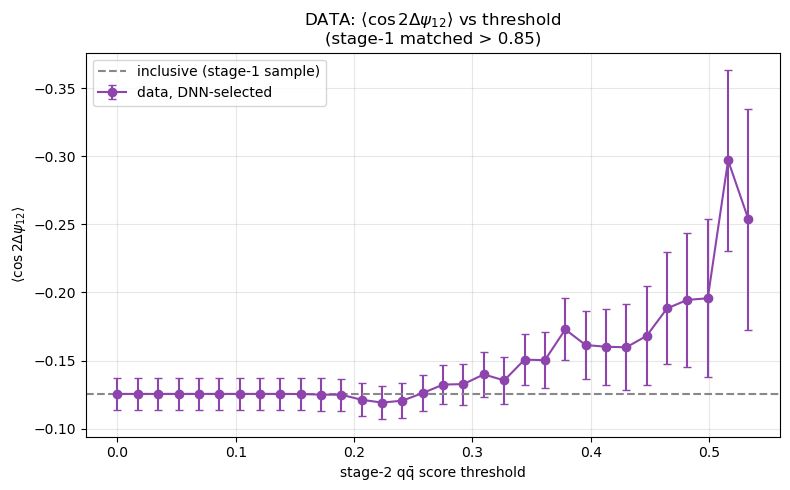 DATA: ⟨cos 2Δψ₁₂⟩ vs threshold
(stage-1 matched > 0.85)
inclusive (stage-1 sample)
data, DNN-selected
⟨cos 2Δψ₁₂⟩
−0.35
−0.30
−0.25
−0.20
−0.15
−0.10
0.0 0.1 0.2 0.3 0.4 0.5
stage-2 qq̄ score threshold